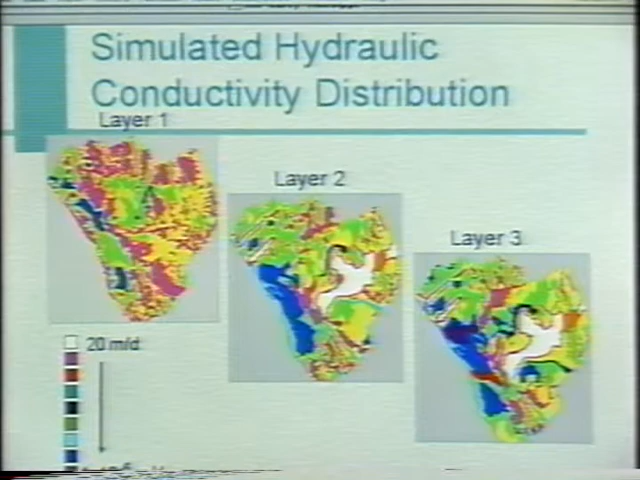 Simulated Hydraulic
Conductivity Distribution
Layer 1
Layer 2
Layer 3
20 m/d